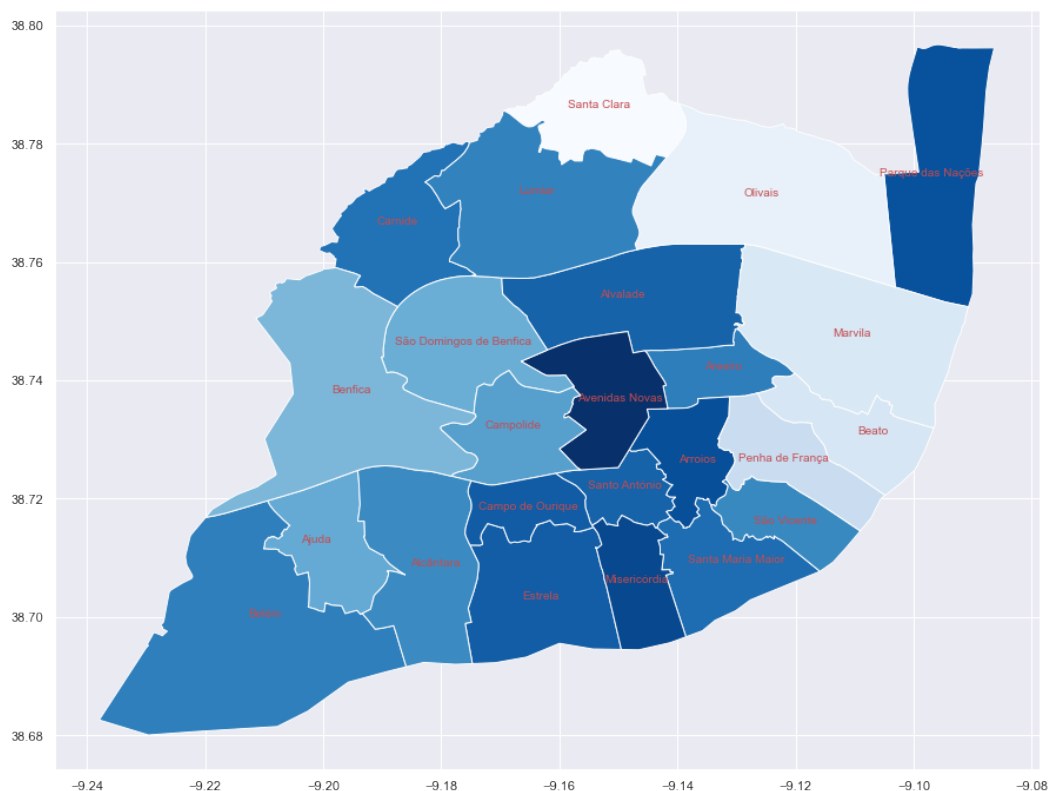 38.80
Santa Clara
38.78
Parque das Nações
Lumiar
Olivais
Carnide
38.76
Alvalade
Marvila
São Domingos de Benfica
Areeiro
38.74
Benfica
Avenidas Novas
Campolide
Beato
Arroios
Penha de França
Santo António
38.72
Campo de Ourique
São Vicente
Ajuda
Santa Maria Maior
Alcântara
Misericórdia
Estrela
38.70
Belém
38.68
−9.24 −9.22 −9.20 −9.18 −9.16 −9.14 −9.12 −9.10 −9.08